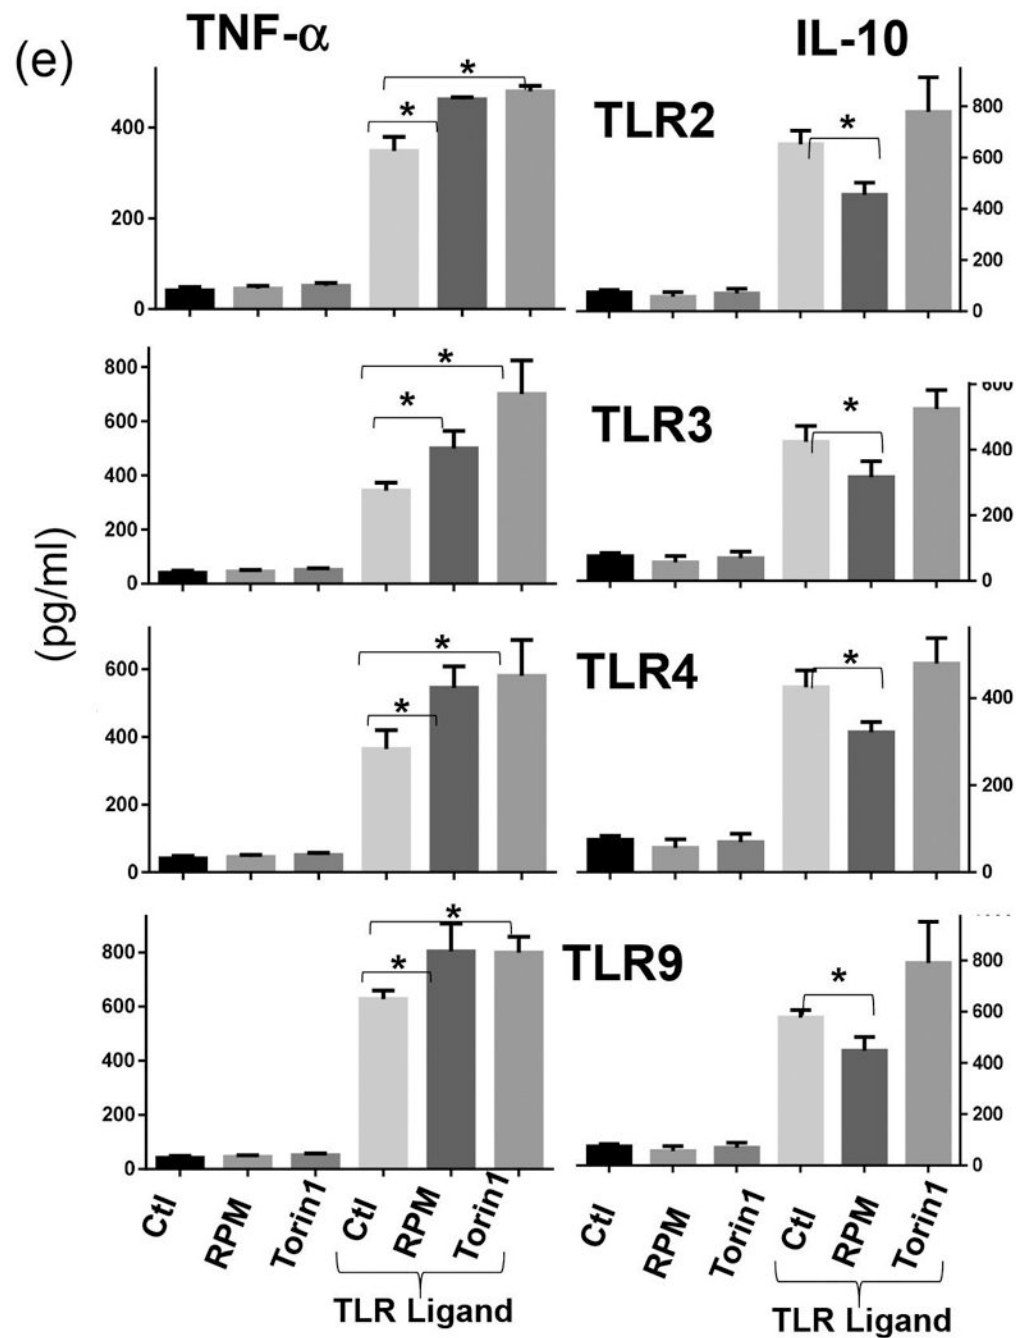 (e)
TNF-α
IL-10
(pg/ml)
TLR2
400
200
0
*
*
800
600
400
200
0
*
TLR3
800
600
400
200
0
*
*
600
400
200
0
*
TLR4
600
400
200
0
*
*
400
200
0
*
TLR9
800
600
400
200
0
*
*
800
600
400
200
0
*
Ctl
RPM
Torin1
Ctl
RPM
Torin1
TLR Ligand
Ctl
RPM
Torin1
Ctl
RPM
Torin1
TLR Ligand